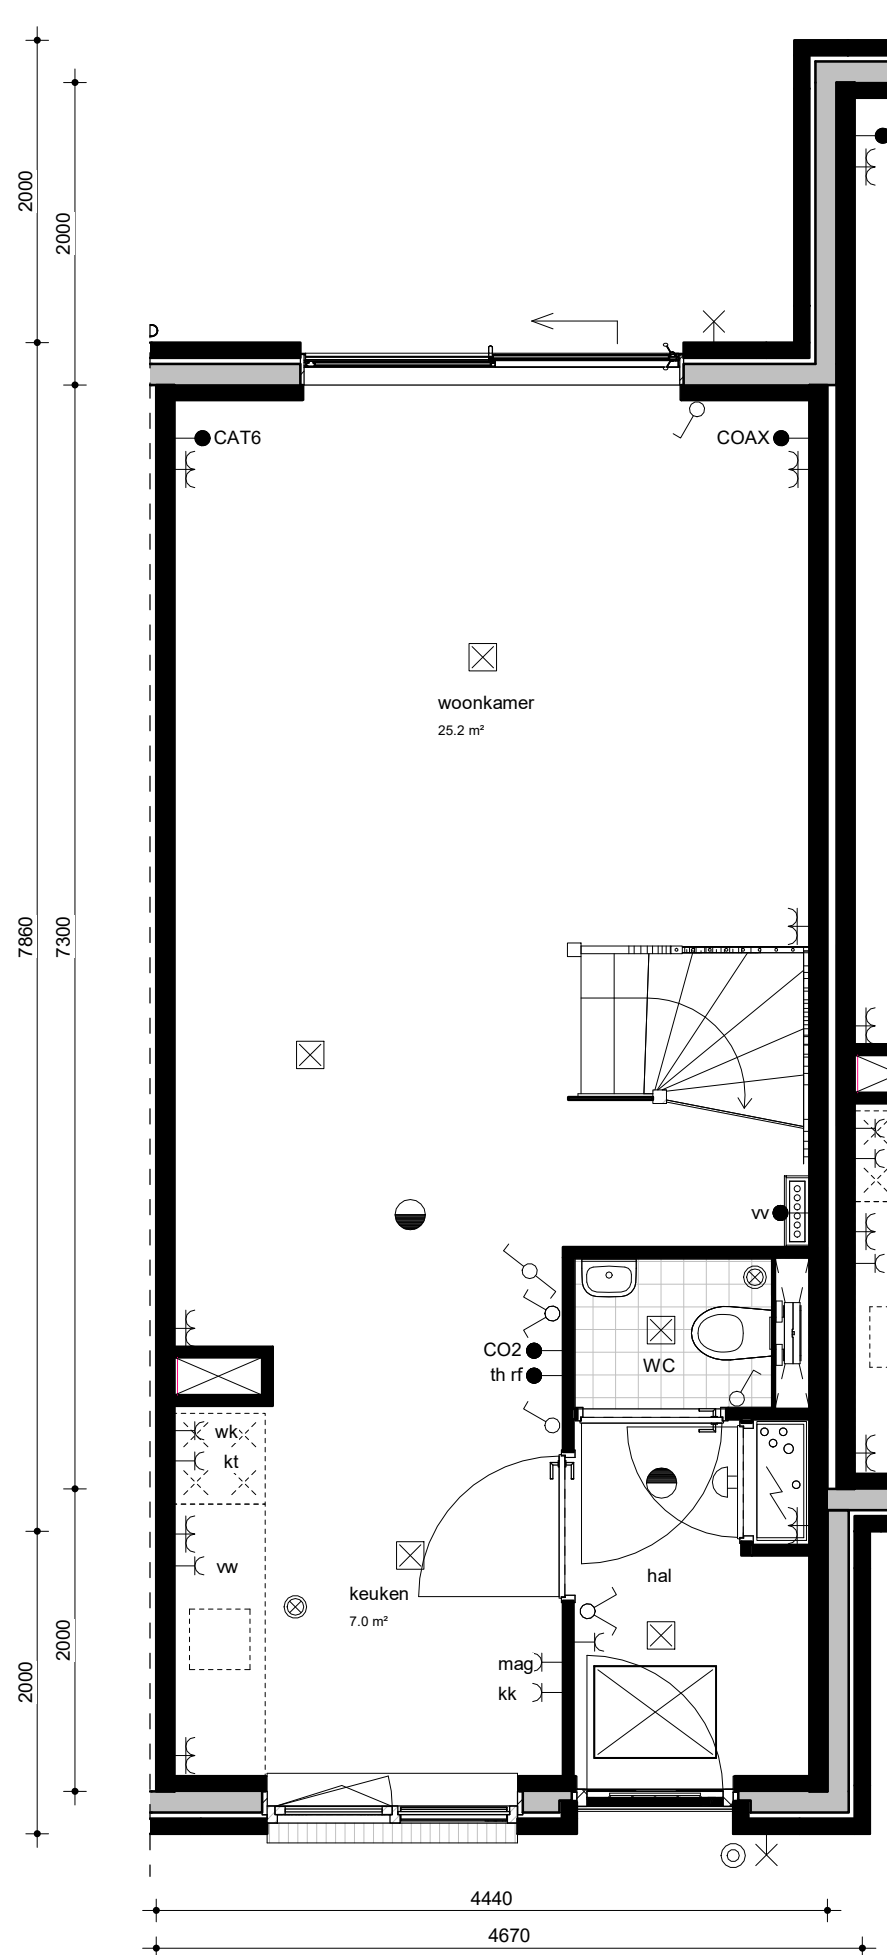 2000
2000
CAT6
COAX
woonkamer
25.2 m²
7860
7300
vv
CO2
th rf
WC
wk
kt
vw
hal
keuken
7.0 m²
2000
2000
mag
kk
4440
4670